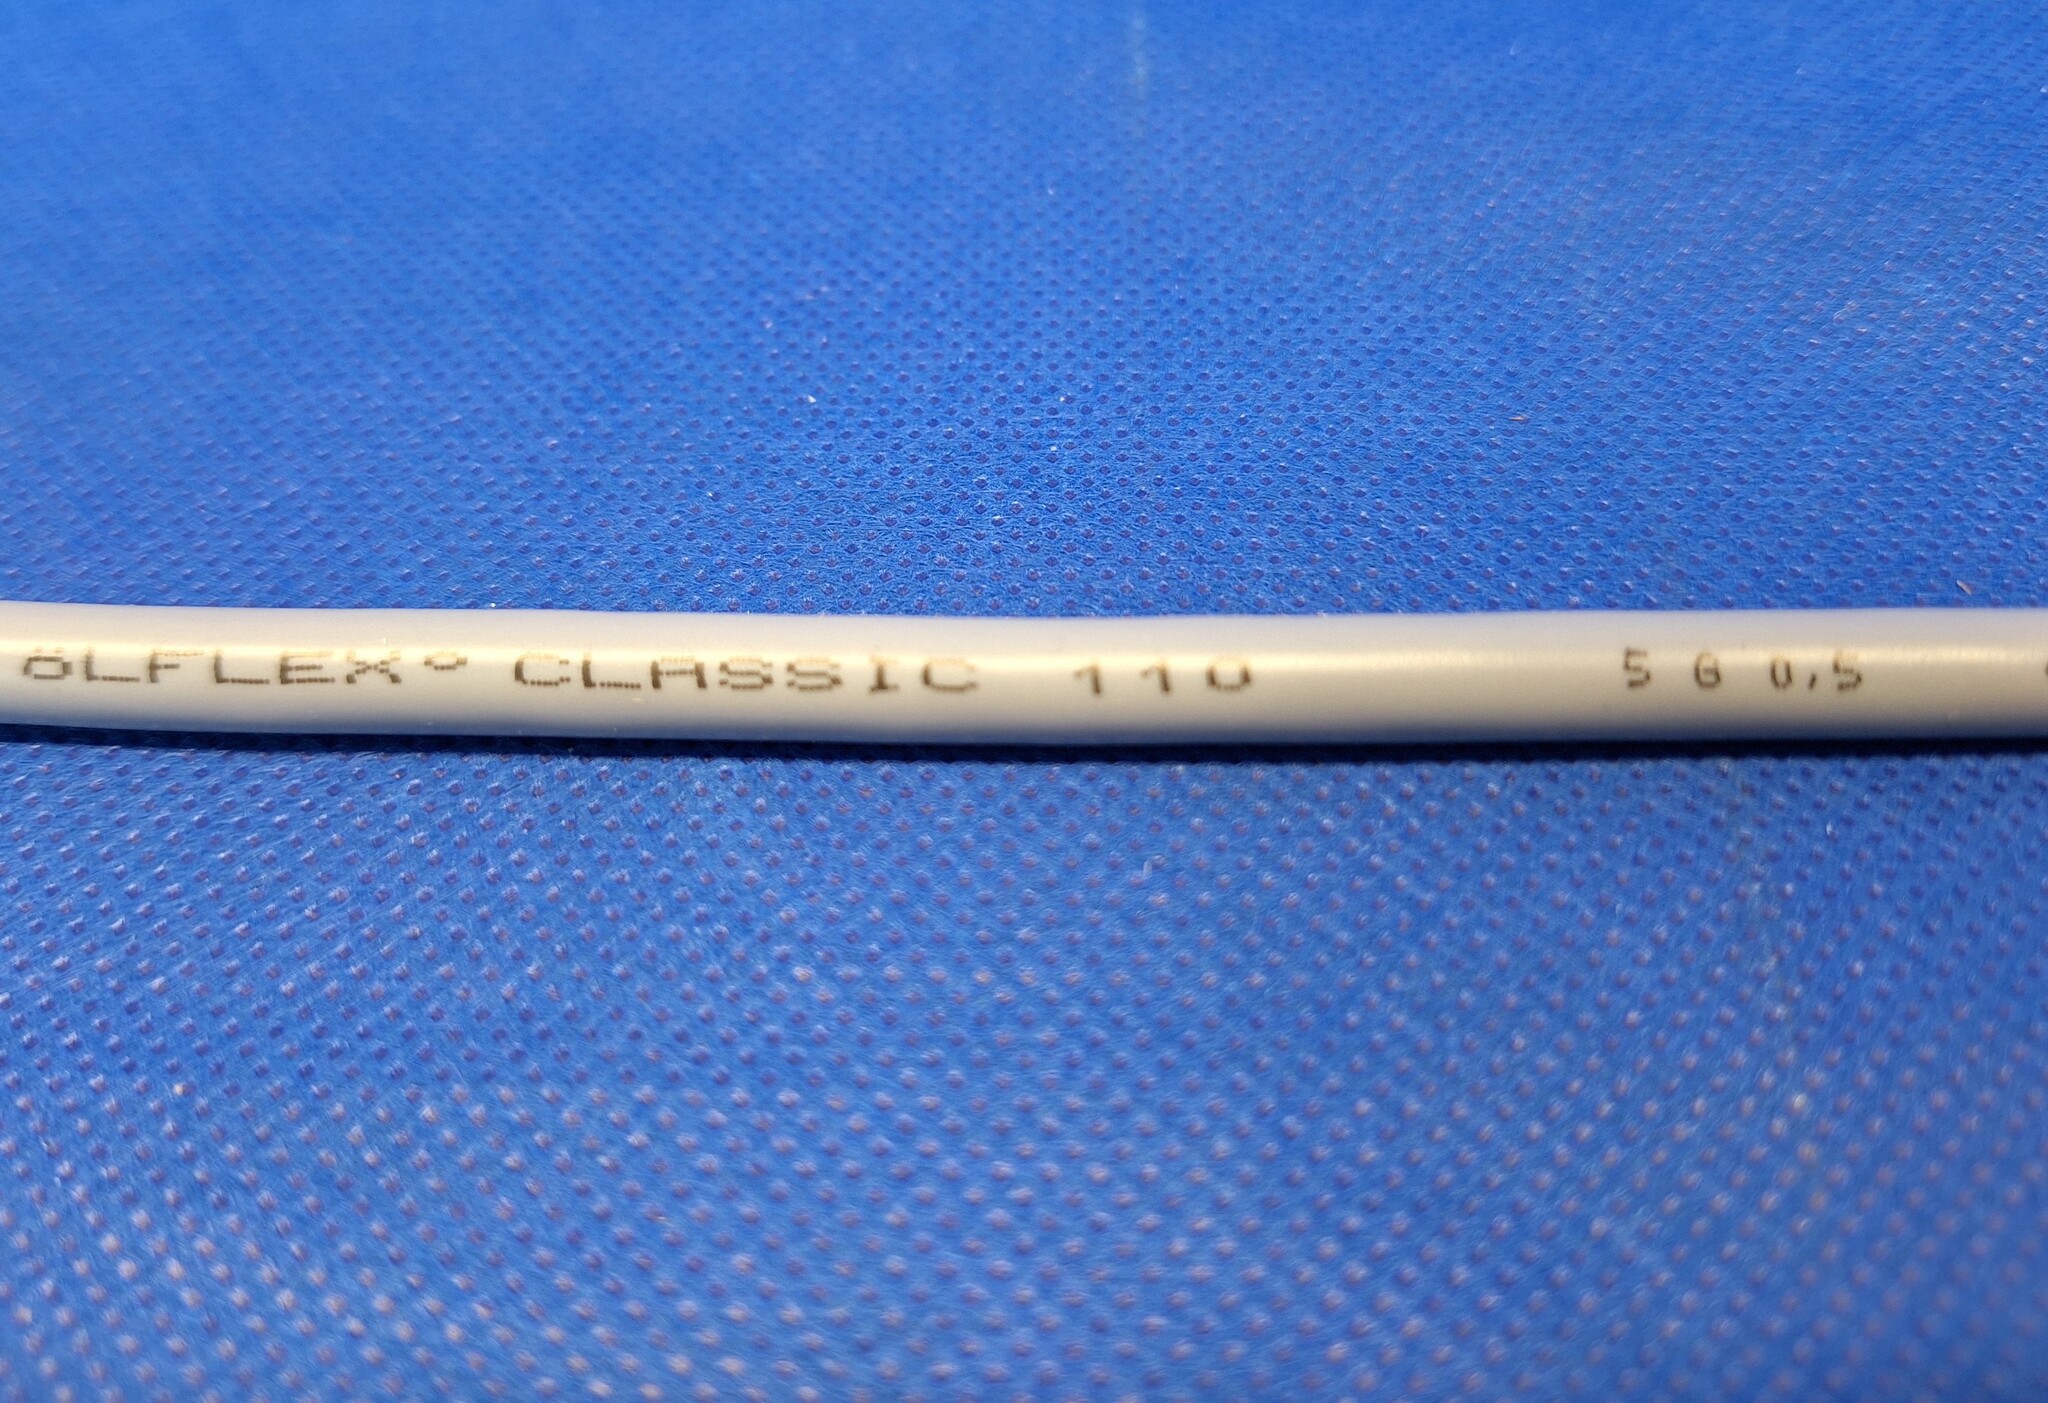 öLFLEX® CLASSIC 110 5 G 0,5